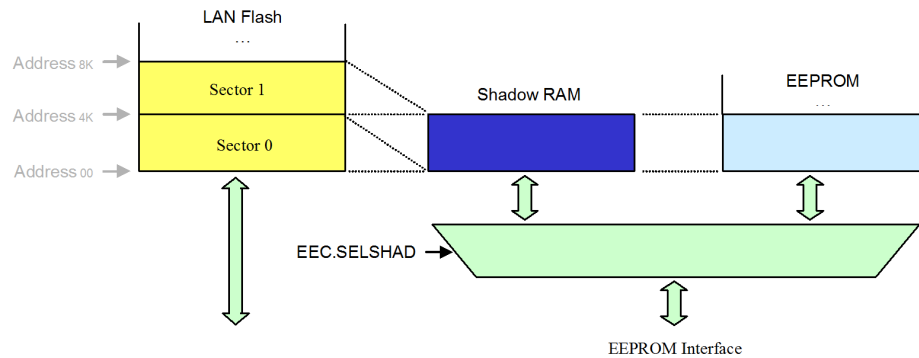 LAN Flash
...
Address 8K
Sector 1
Address 4K
Sector 0
Address 00
Shadow RAM
EEPROM
...
EEC.SELSHAD
EEPROM Interface